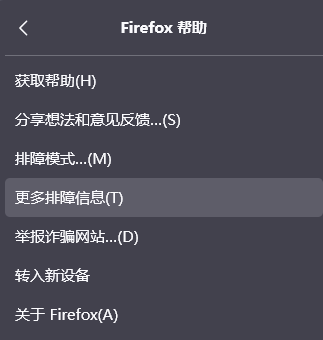 Firefox 帮助
获取帮助(H)
分享想法和意见反馈...(S)
排障模式...(M)
更多排障信息(T)
举报诈骗网站...(D)
转入新设备
关于 Firefox(A)